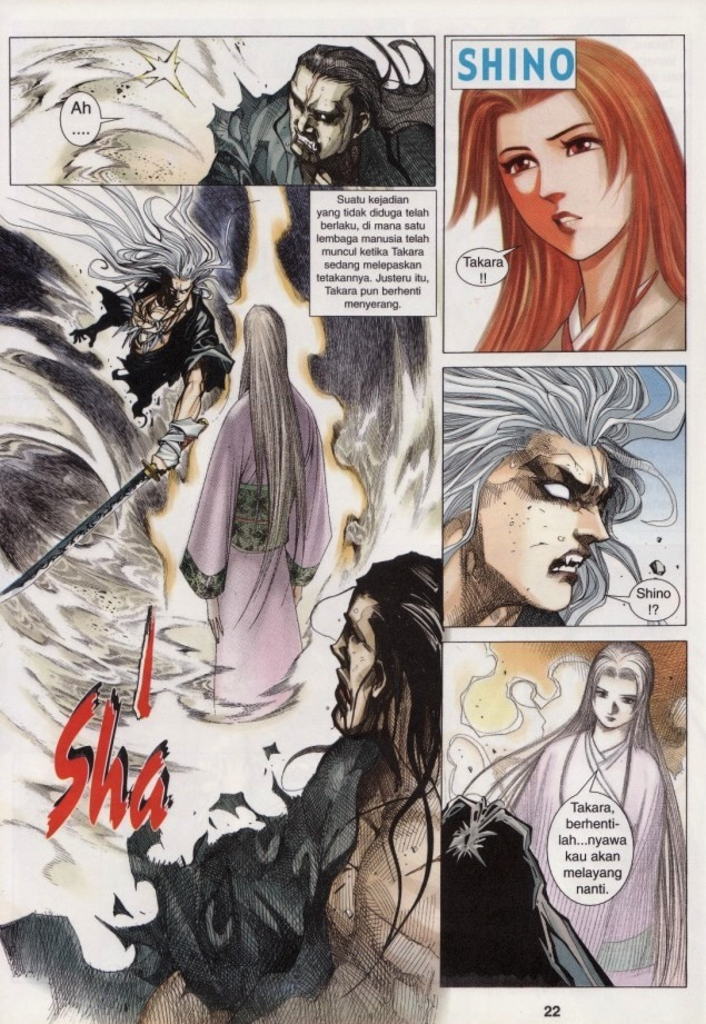 Ah
....
Suatu kejadian
yang tidak diduga telah
berlaku, di mana satu
lembaga manusia telah
muncul ketika Takara
sedang melepaskan
tetakannya. Justeru itu,
Takara pun berhenti
menyerang.
Sha
SHINO
Takara
!!
Shino
!?
Takara,
berhenti-
lah...nyawa
kau akan
melayang
nanti.
22